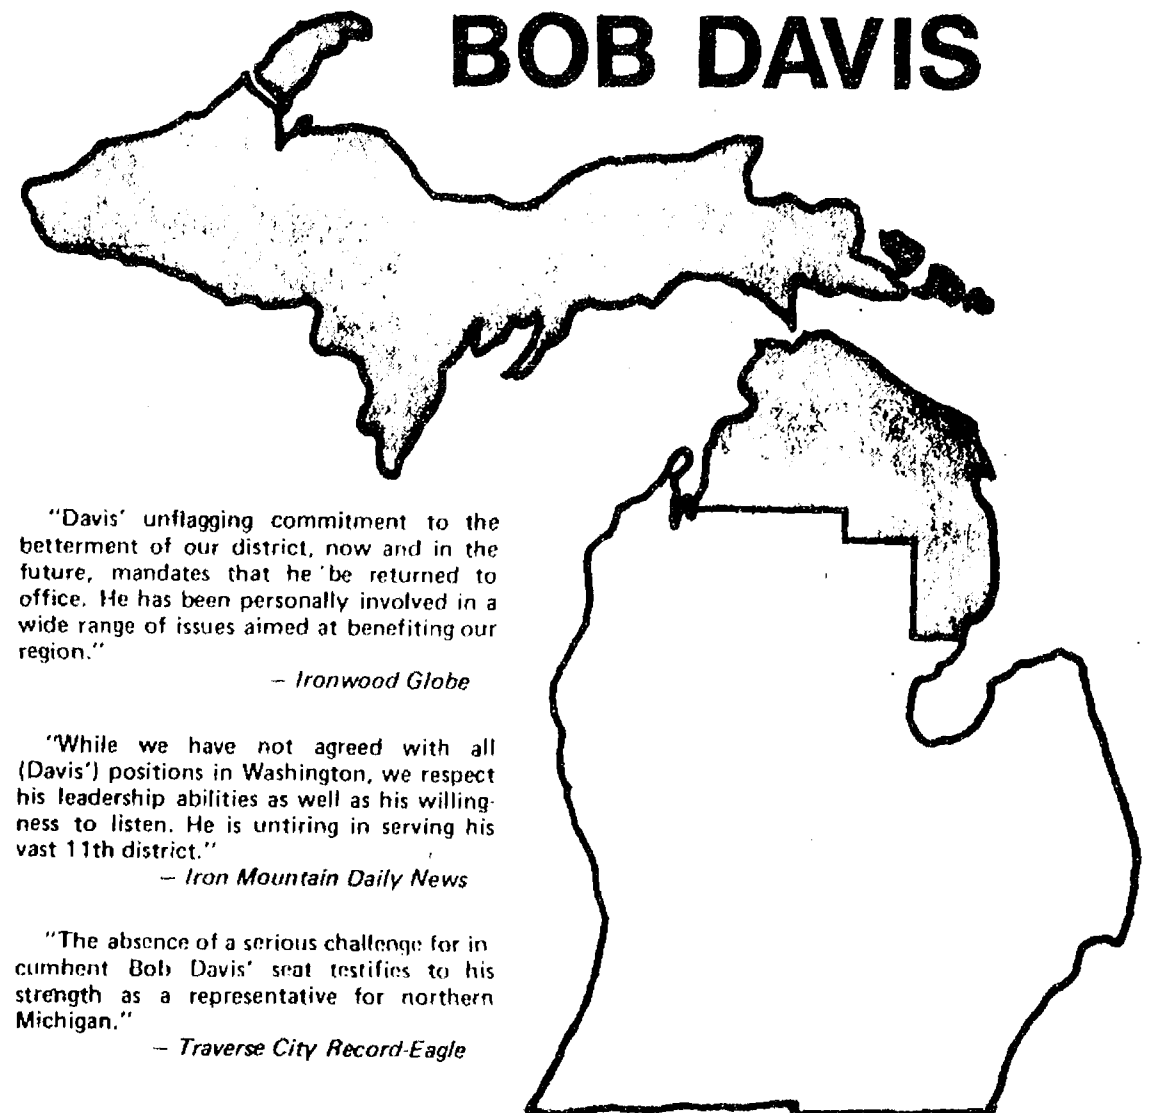 BOB DAVIS
"Davis' unflagging commitment to the
betterment of our district, now and in the
future, mandates that he be returned to
office. He has been personally involved in a
wide range of issues aimed at benefiting our
region."
– Ironwood Globe
"While we have not agreed with all
(Davis') positions in Washington, we respect
his leadership abilities as well as his willing-
ness to listen. He is untiring in serving his
vast 11th district."
– Iron Mountain Daily News
"The absence of a serious challenge for in
cumbent Bob Davis' seat testifies to his
strength as a representative for northern
Michigan."
– Traverse City Record-Eagle